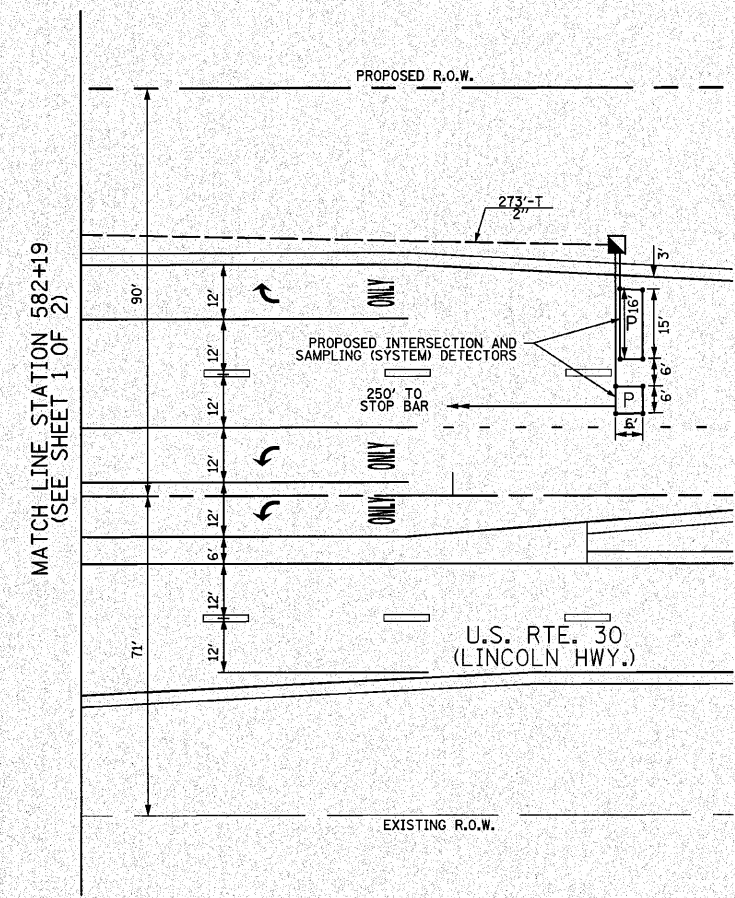 PROPOSED R.O.W.
273'-T
2"
MATCH LINE STATION 582+19
(SEE SHEET 1 OF 2)
90'
12'
ONLY
3'
P
16'
15'
12'
PROPOSED INTERSECTION AND
SAMPLING (SYSTEM) DETECTORS
6'
12'
250' TO
STOP BAR
P
6'
12'
ONLY
12'
ONLY
6'
71'
12'
12'
U.S. RTE. 30
(LINCOLN HWY.)
EXISTING R.O.W.